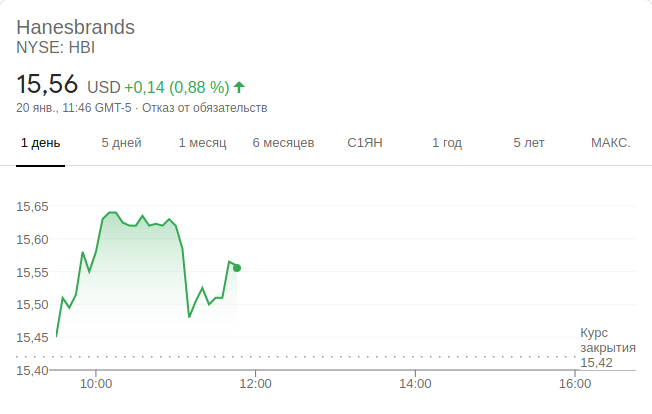 Hanesbrands
NYSE: HBI
15,56 USD +0,14 (0,88 %)
20 янв., 11:46 GMT-5 · Отказ от обязательств
1 день 5 дней 1 месяц 6 месяцев С1ЯН 1 год 5 лет МАКС.
15,65
15,60
15,55
15,50
15,45
15,40
Курс
закрытия
15,42
10:00 12:00 14:00 16:00